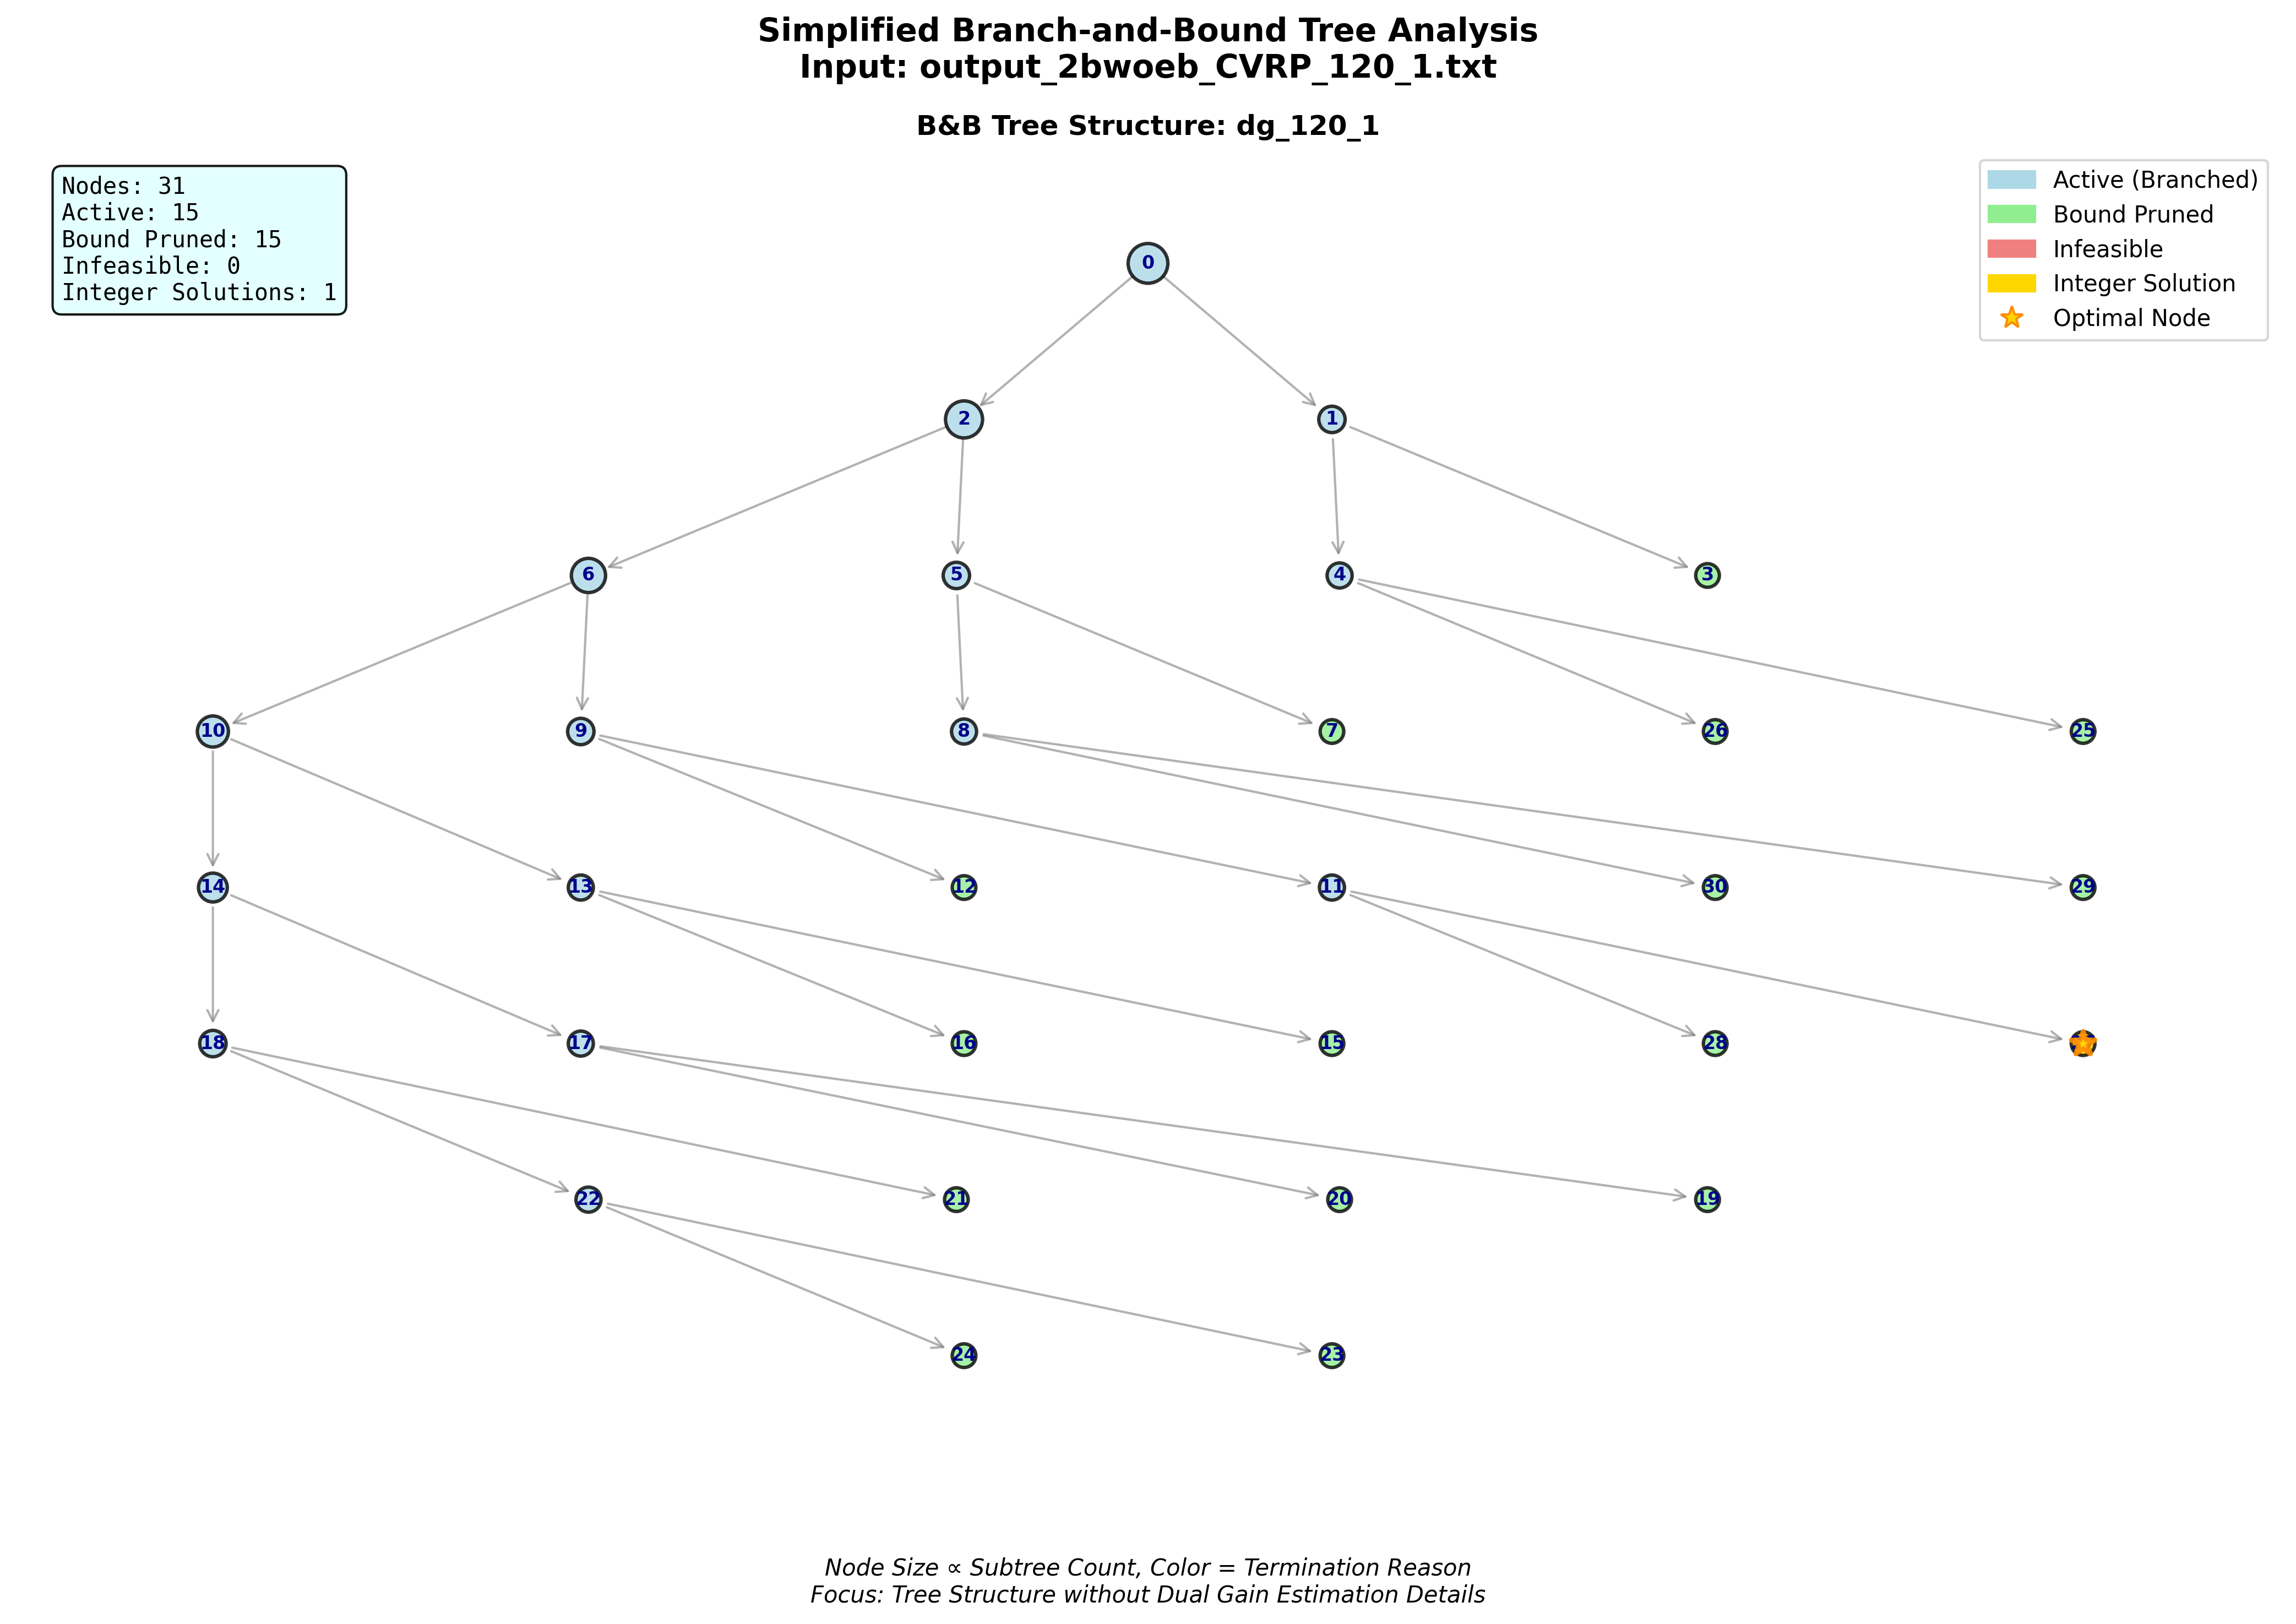 Simplified Branch-and-Bound Tree Analysis
Input: output_2bwoeb_CVRP_120_1.txt
B&B Tree Structure: dg_120_1
Nodes: 31
Active: 15
Bound Pruned: 15
Infeasible: 0
Integer Solutions: 1
Active (Branched)
Bound Pruned
Infeasible
Integer Solution
Optimal Node
0
2 1
6 5 4 3
10 9 8 7 26 25
14 13 12 11 30 29
18 17 16 15 28
22 21 20 19
24 23
Node Size ∝ Subtree Count, Color = Termination Reason
Focus: Tree Structure without Dual Gain Estimation Details